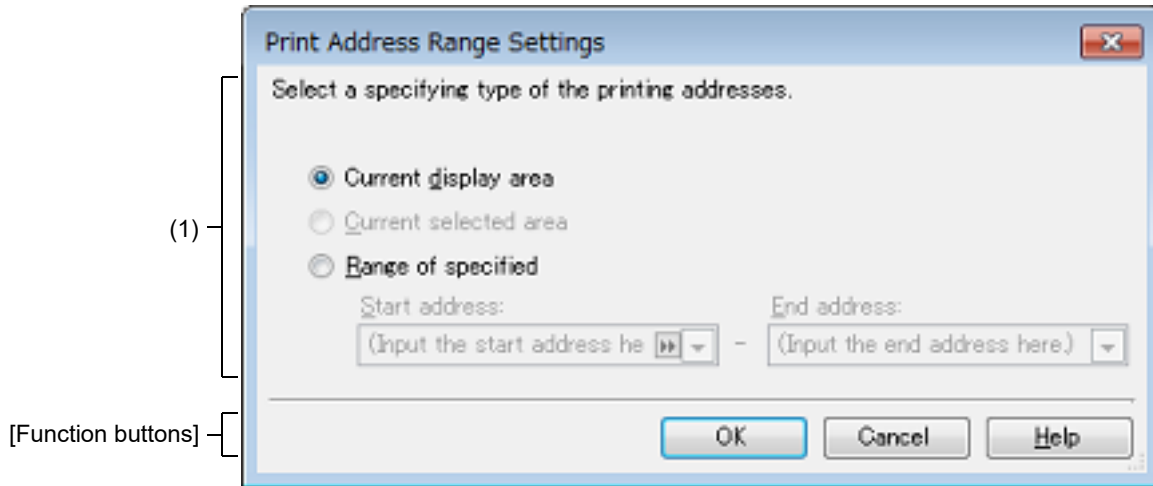 Print Address Range Settings
Select a specifying type of the printing addresses.
Current display area
(1)
Current selected area
Range of specified
Start address: End address:
(Input the start address he - (Input the end address here.)
[Function buttons]
OK Cancel Help